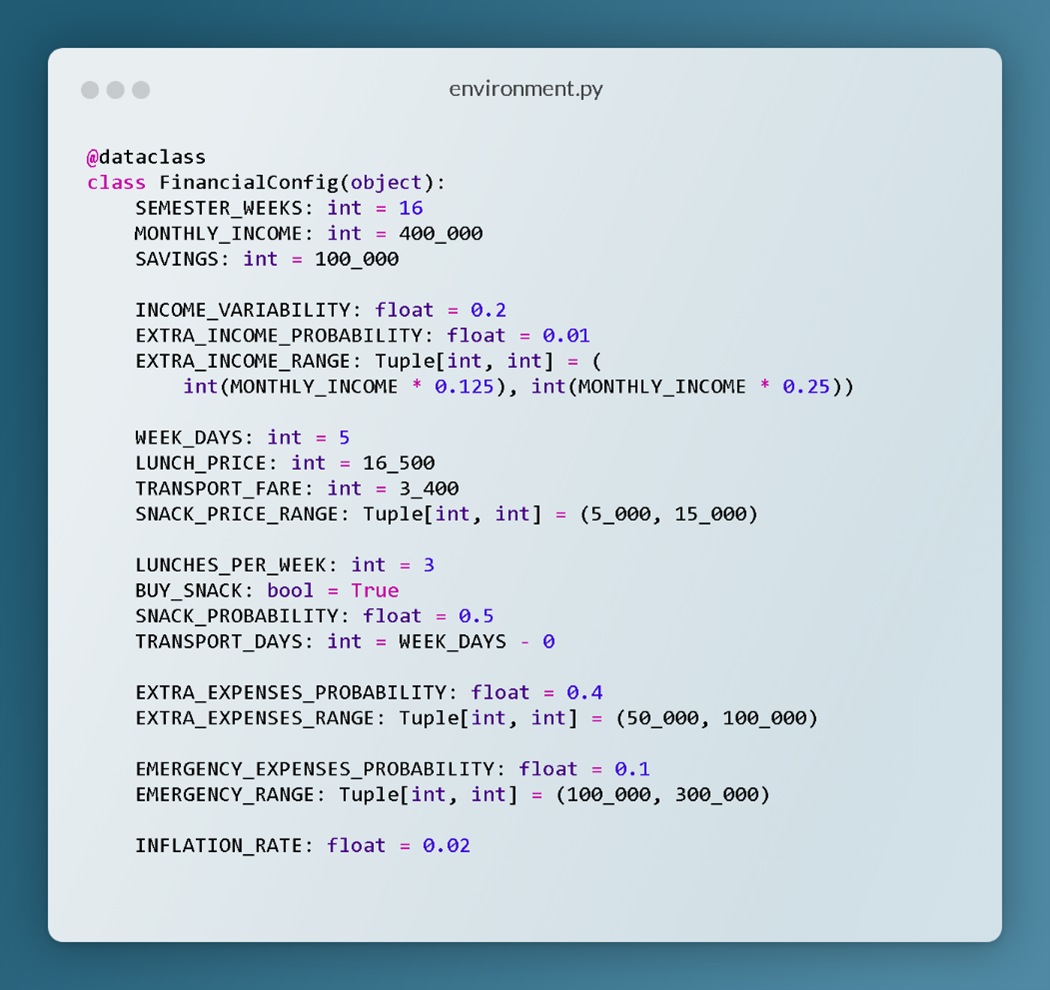 environment.py
@dataclass
class FinancialConfig(object):
    SEMESTER_WEEKS: int = 16
    MONTHLY_INCOME: int = 400_000
    SAVINGS: int = 100_000

    INCOME_VARIABILITY: float = 0.2
    EXTRA_INCOME_PROBABILITY: float = 0.01
    EXTRA_INCOME_RANGE: Tuple[int, int] = (
        int(MONTHLY_INCOME * 0.125), int(MONTHLY_INCOME * 0.25))

    WEEK_DAYS: int = 5
    LUNCH_PRICE: int = 16_500
    TRANSPORT_FARE: int = 3_400
    SNACK_PRICE_RANGE: Tuple[int, int] = (5_000, 15_000)

    LUNCHES_PER_WEEK: int = 3
    BUY_SNACK: bool = True
    SNACK_PROBABILITY: float = 0.5
    TRANSPORT_DAYS: int = WEEK_DAYS - 0

    EXTRA_EXPENSES_PROBABILITY: float = 0.4
    EXTRA_EXPENSES_RANGE: Tuple[int, int] = (50_000, 100_000)

    EMERGENCY_EXPENSES_PROBABILITY: float = 0.1
    EMERGENCY_RANGE: Tuple[int, int] = (100_000, 300_000)

    INFLATION_RATE: float = 0.02